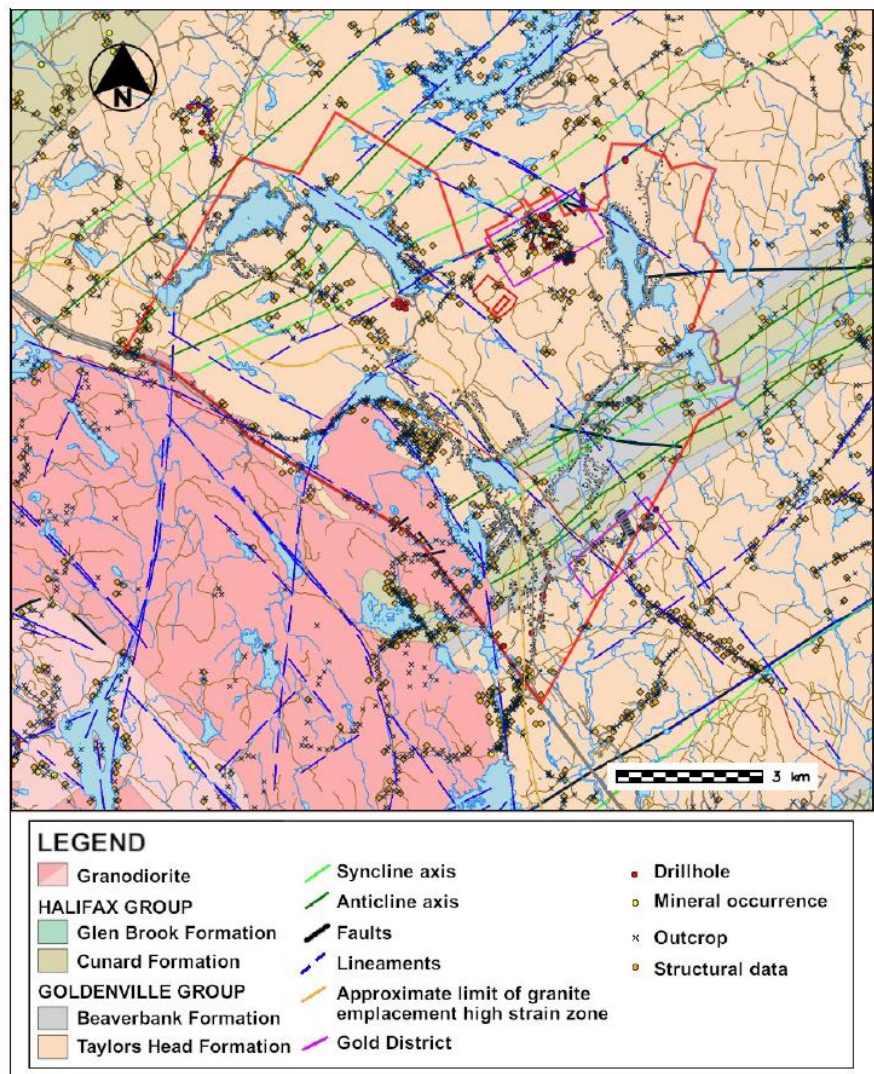 N
3 km
LEGEND
Granodiorite
HALIFAX GROUP
Glen Brook Formation
Cunard Formation
GOLDENVILLE GROUP
Beaverbank Formation
Taylors Head Formation
Syncline axis
Anticline axis
Faults
Lineaments
Approximate limit of granite
emplacement high strain zone
Gold District
Drillhole
Mineral occurrence
Outcrop
Structural data